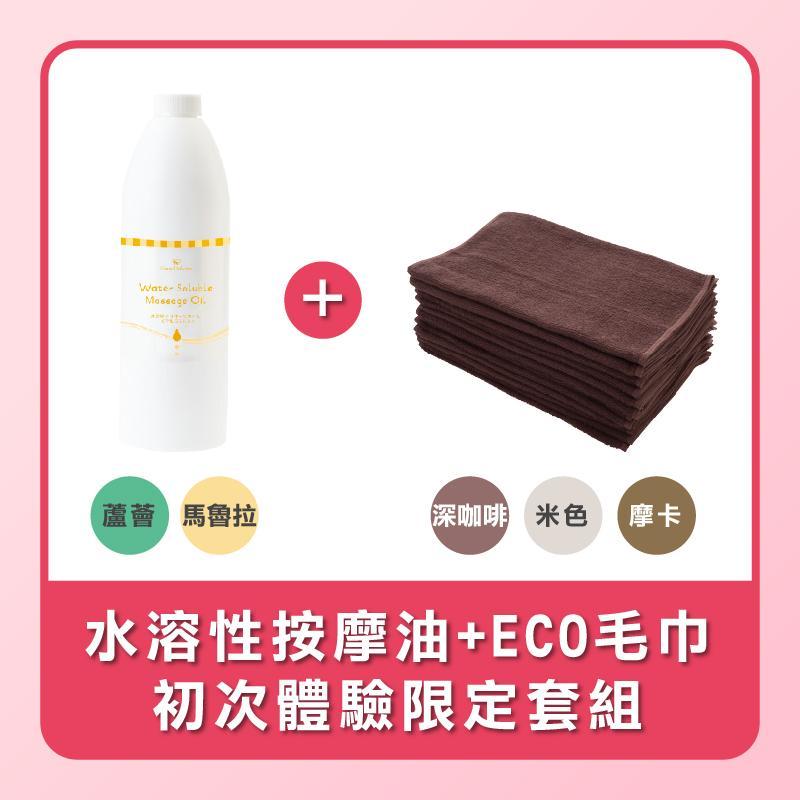 Water Soluble
Massage Oil
+
蘆薈
馬魯拉
深咖啡
米色
摩卡
水溶性按摩油+ECO毛巾
初次體驗限定套組